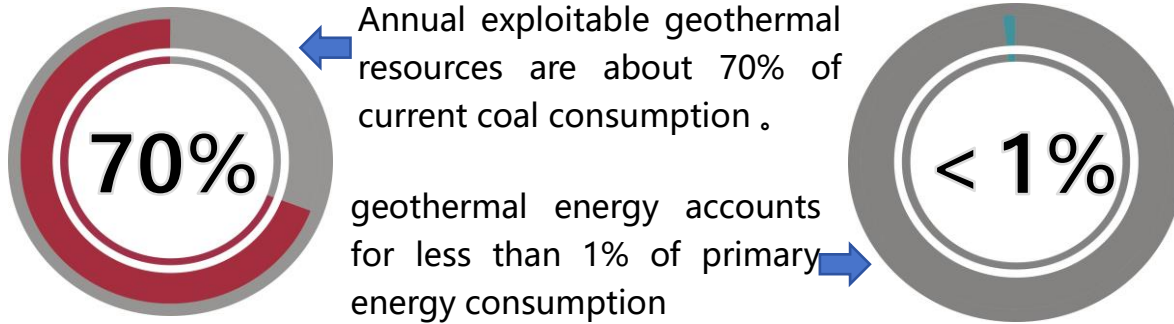 70%
Annual exploitable geothermal
resources are about 70% of
current coal consumption 。
geothermal energy accounts
for less than 1% of primary
energy consumption
< 1%